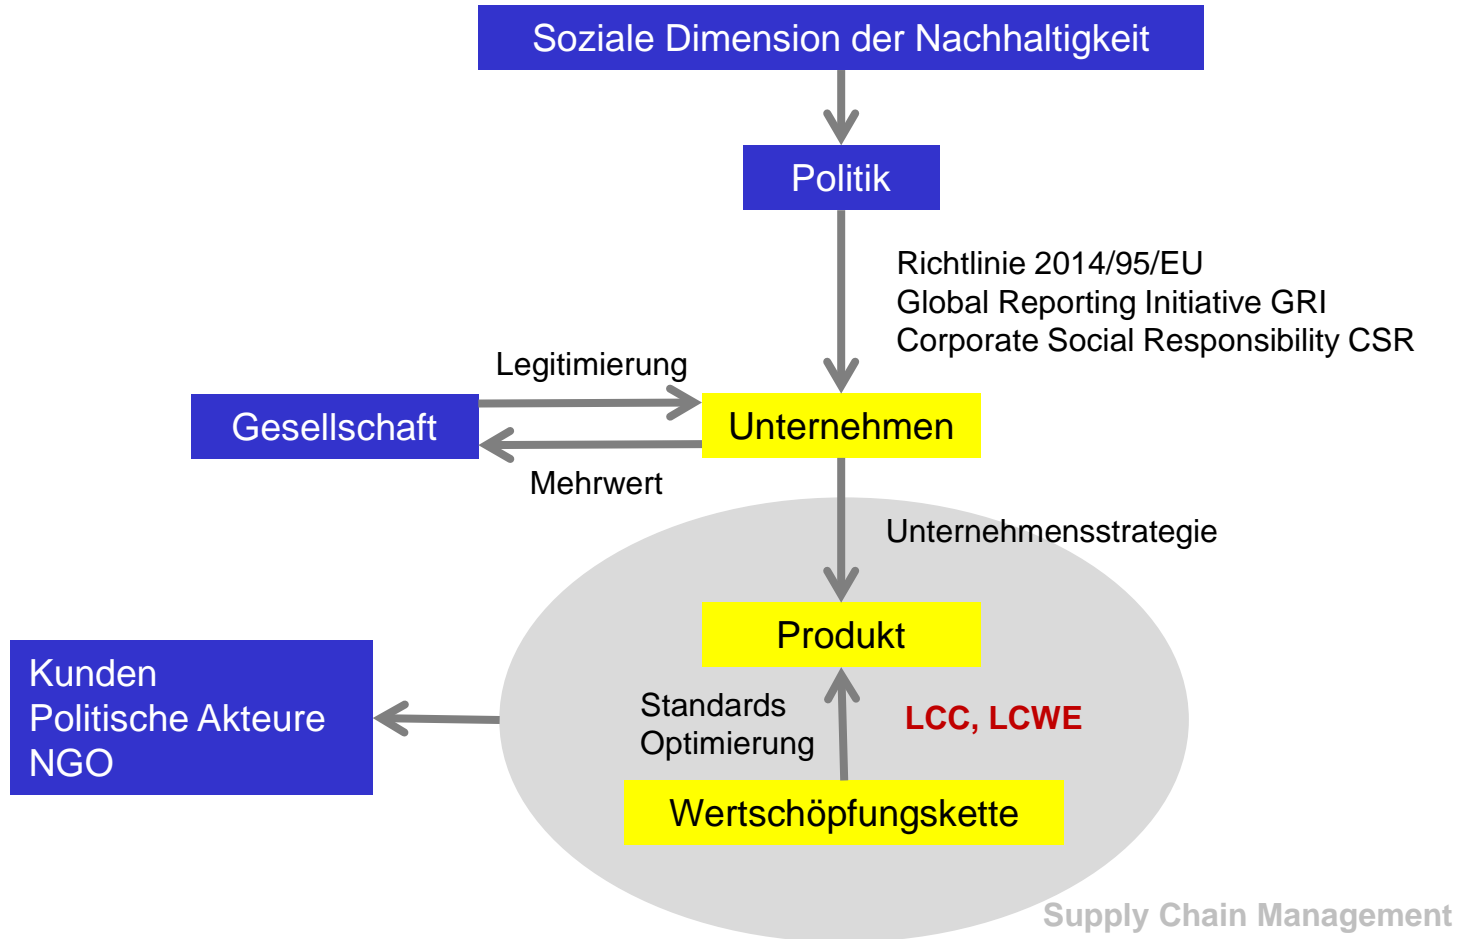 Soziale Dimension der Nachhaltigkeit
Politik
Richtlinie 2014/95/EU
Global Reporting Initiative GRI
Corporate Social Responsibility CSR
Legitimierung
Gesellschaft
Unternehmen
Mehrwert
Unternehmensstrategie
Produkt
Kunden
Politische Akteure
NGO
Standards
Optimierung
LCC, LCWE
Wertschöpfungskette
Supply Chain Management